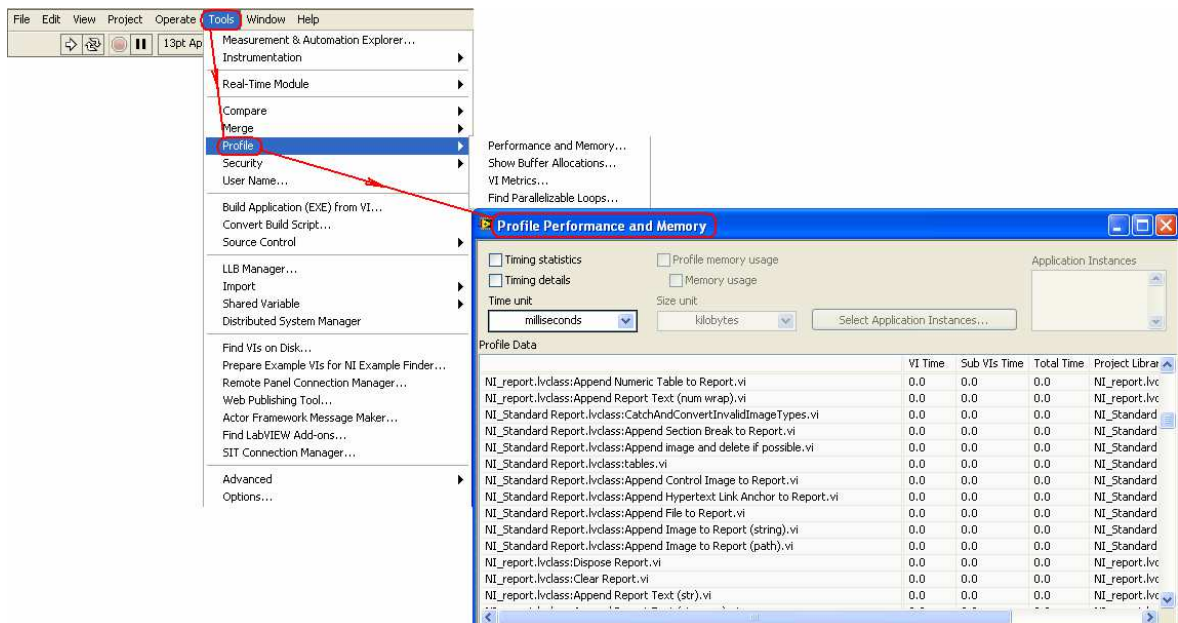 File Edit View Project Operate Tools Window Help
13pt Ap
Measurement & Automation Explorer...
Instrumentation
Real-Time Module
Compare
Merge
Profile
Security
User Name...
Build Application (EXE) from VI...
Convert Build Script...
Source Control
LLB Manager...
Import
Shared Variable
Distributed System Manager
Find VIs on Disk...
Prepare Example VIs for NI Example Finder...
Remote Panel Connection Manager...
Web Publishing Tool...
Actor Framework Message Maker...
Find LabVIEW Add-ons...
SIT Connection Manager...
Advanced
Options...
Performance and Memory...
Show Buffer Allocations...
VI Metrics...
Find Parallelizable Loops...
Profile Performance and Memory
Timing statistics Profile memory usage Application Instances
Timing details Memory usage
Time unit Size unit
milliseconds kilobytes Select Application Instances...
Profile Data
VI Time Sub VIs Time Total Time Project Librar
NI_report.lvclass:Append Numeric Table to Report.vi 0.0 0.0 0.0 NI_report.lvc
NI_report.lvclass:Append Report Text (num wrap).vi 0.0 0.0 0.0 NI_report.lvc
NI_Standard Report.lvclass:CatchAndConvertInvalidImageTypes.vi 0.0 0.0 0.0 NI_Standard
NI_Standard Report.lvclass:Append Section Break to Report.vi 0.0 0.0 0.0 NI_Standard
NI_Standard Report.lvclass:Append image and delete if possible.vi 0.0 0.0 0.0 NI_Standard
NI_Standard Report.lvclass:tables.vi 0.0 0.0 0.0 NI_Standard
NI_Standard Report.lvclass:Append Control Image to Report.vi 0.0 0.0 0.0 NI_Standard
NI_Standard Report.lvclass:Append Hypertext Link Anchor to Report.vi 0.0 0.0 0.0 NI_Standard
NI_Standard Report.lvclass:Append File to Report.vi 0.0 0.0 0.0 NI_Standard
NI_Standard Report.lvclass:Append Image to Report (string).vi 0.0 0.0 0.0 NI_Standard
NI_Standard Report.lvclass:Append Image to Report (path).vi 0.0 0.0 0.0 NI_Standard
NI_report.lvclass:Dispose Report.vi 0.0 0.0 0.0 NI_report.lvc
NI_report.lvclass:Clear Report.vi 0.0 0.0 0.0 NI_report.lvc
NI_report.lvclass:Append Report Text (str).vi 0.0 0.0 0.0 NI_report.lvc